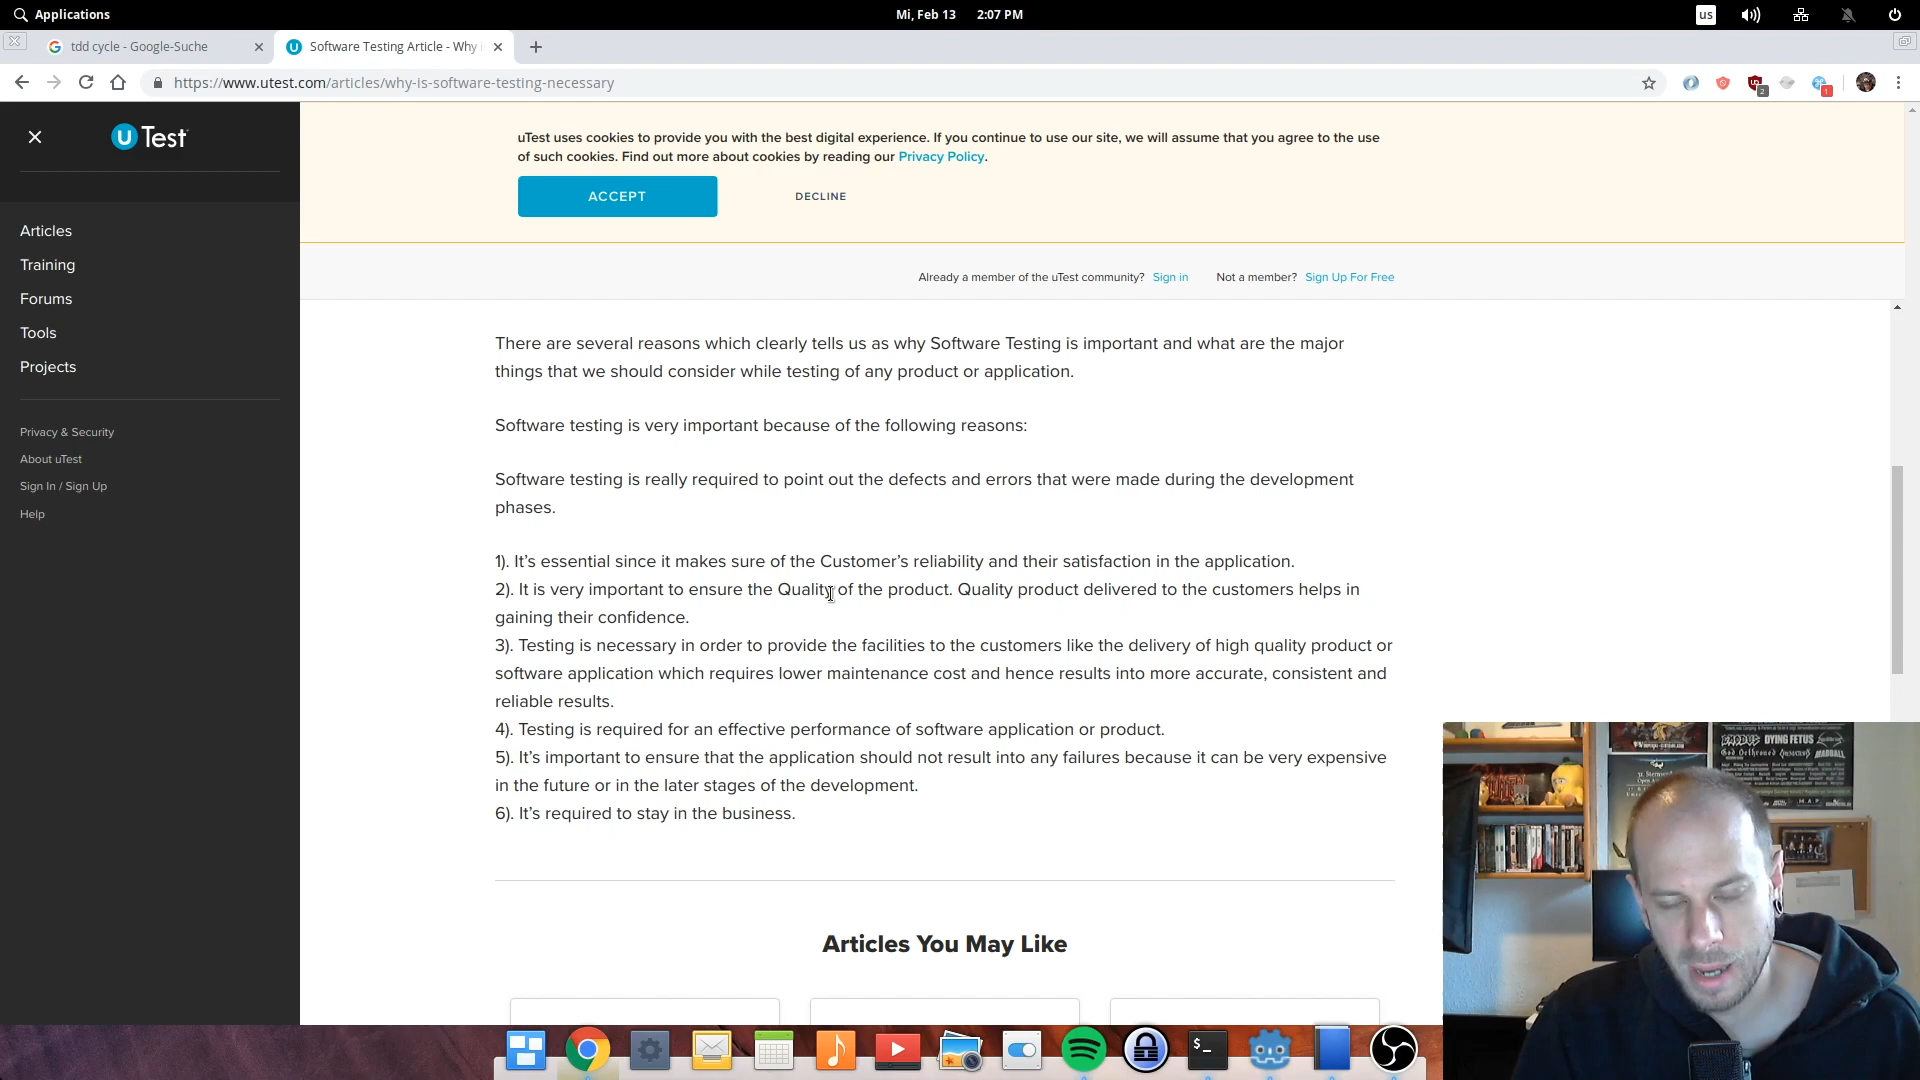 Applications
Mi, Feb 13 2:07 PM
us
tdd cycle - Google-Suche
Software Testing Article - Why
https://www.utest.com/articles/why-is-software-testing-necessary
2
1
uTest
uTest uses cookies to provide you with the best digital experience. If you continue to use our site, we will assume that you agree to the use
of such cookies. Find out more about cookies by reading our Privacy Policy.
ACCEPT
DECLINE
Already a member of the uTest community? Sign in Not a member? Sign Up For Free
Articles
Training
Forums
Tools
Projects
Privacy & Security
About uTest
Sign In / Sign Up
Help
There are several reasons which clearly tells us as why Software Testing is important and what are the major
things that we should consider while testing of any product or application.
Software testing is very important because of the following reasons:
Software testing is really required to point out the defects and errors that were made during the development
phases.
1). It’s essential since it makes sure of the Customer’s reliability and their satisfaction in the application.
2). It is very important to ensure the Quality of the product. Quality product delivered to the customers helps in
gaining their confidence.
3). Testing is necessary in order to provide the facilities to the customers like the delivery of high quality product or
software application which requires lower maintenance cost and hence results into more accurate, consistent and
reliable results.
4). Testing is required for an effective performance of software application or product.
5). It’s important to ensure that the application should not result into any failures because it can be very expensive
in the future or in the later stages of the development.
6). It’s required to stay in the business.
Articles You May Like
EXODUS DYING FETUS
God Dethroned
MADBALL
$ _